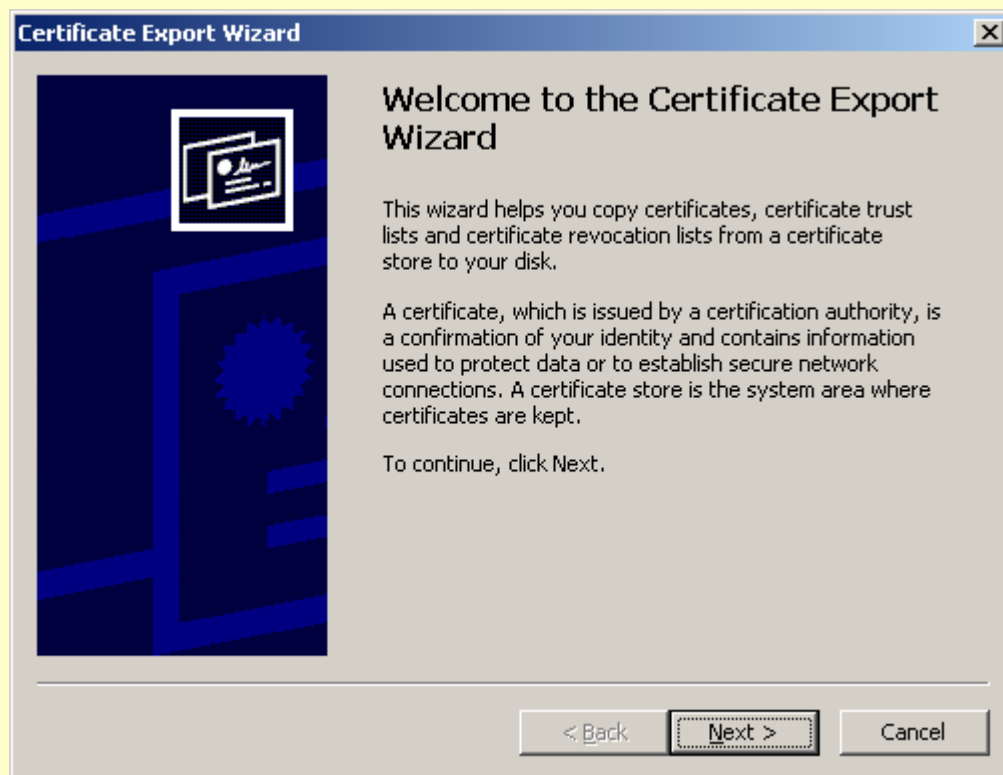 Certificate Export Wizard
Welcome to the Certificate Export
Wizard
This wizard helps you copy certificates, certificate trust
lists and certificate revocation lists from a certificate
store to your disk.
A certificate, which is issued by a certification authority, is
a confirmation of your identity and contains information
used to protect data or to establish secure network
connections. A certificate store is the system area where
certificates are kept.
To continue, click Next.
< Back
Next >
Cancel